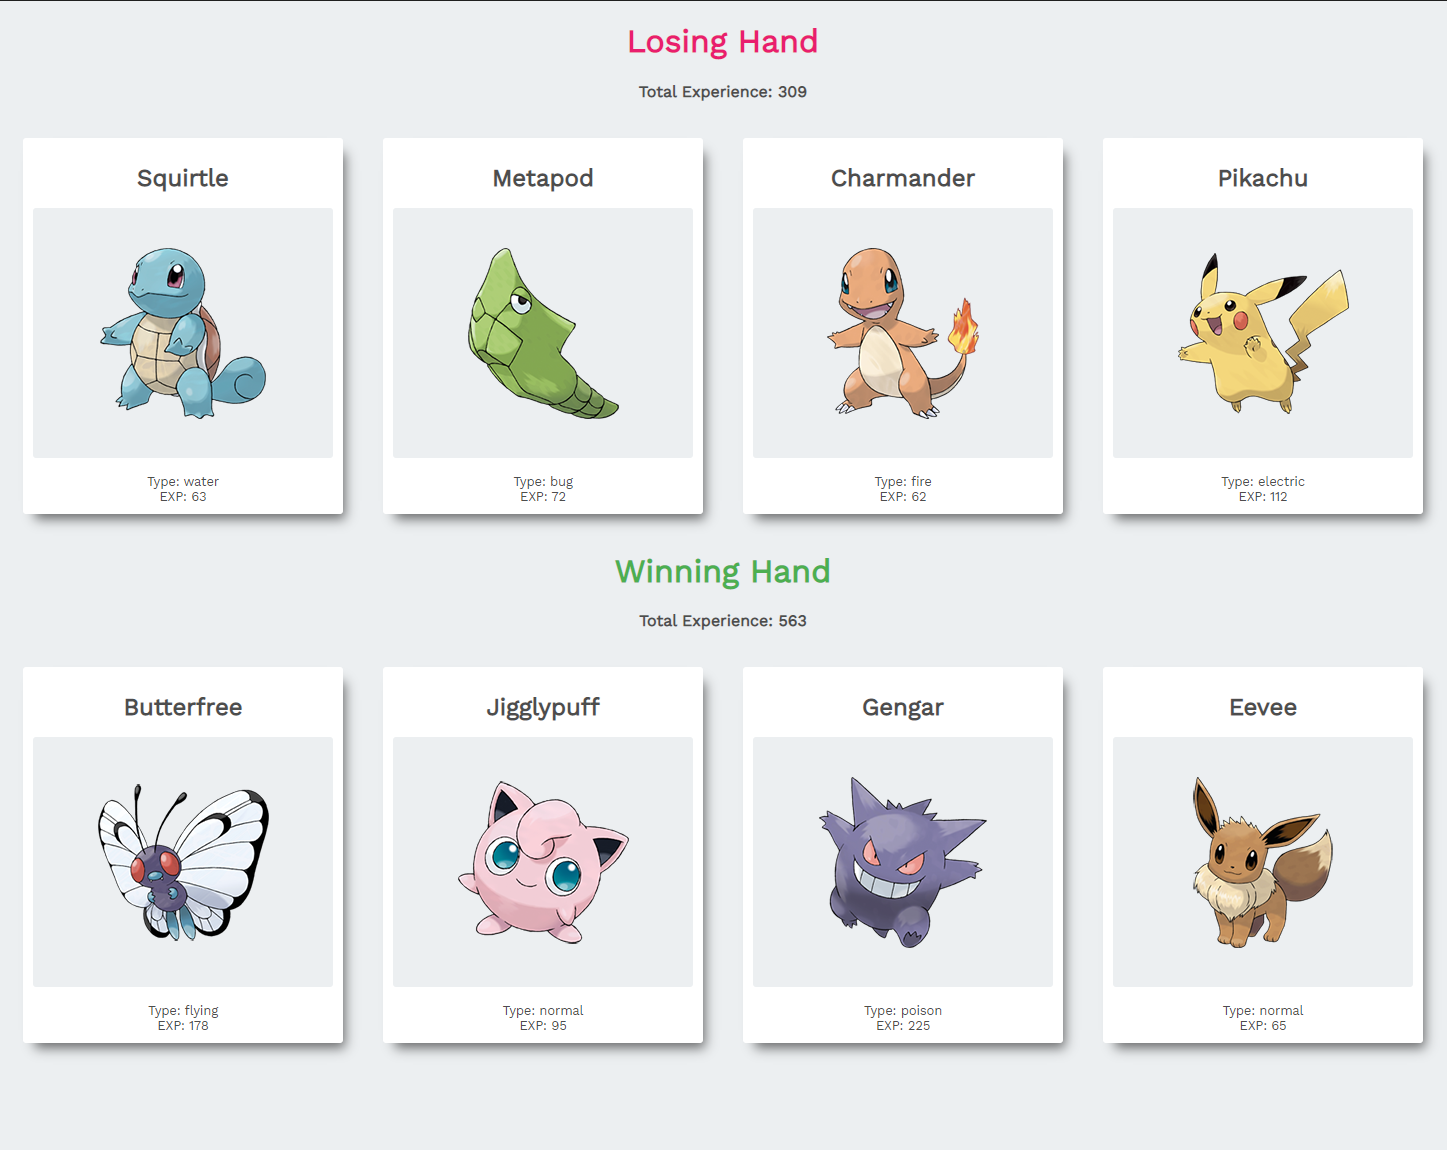 Losing Hand
Total Experience: 309
Squirtle
Metapod
Charmander
Pikachu
Type: water
EXP: 63
Type: bug
EXP: 72
Type: fire
EXP: 62
Type: electric
EXP: 112
Winning Hand
Total Experience: 563
Butterfree
Jigglypuff
Gengar
Eevee
Type: flying
EXP: 178
Type: normal
EXP: 95
Type: poison
EXP: 225
Type: normal
EXP: 65